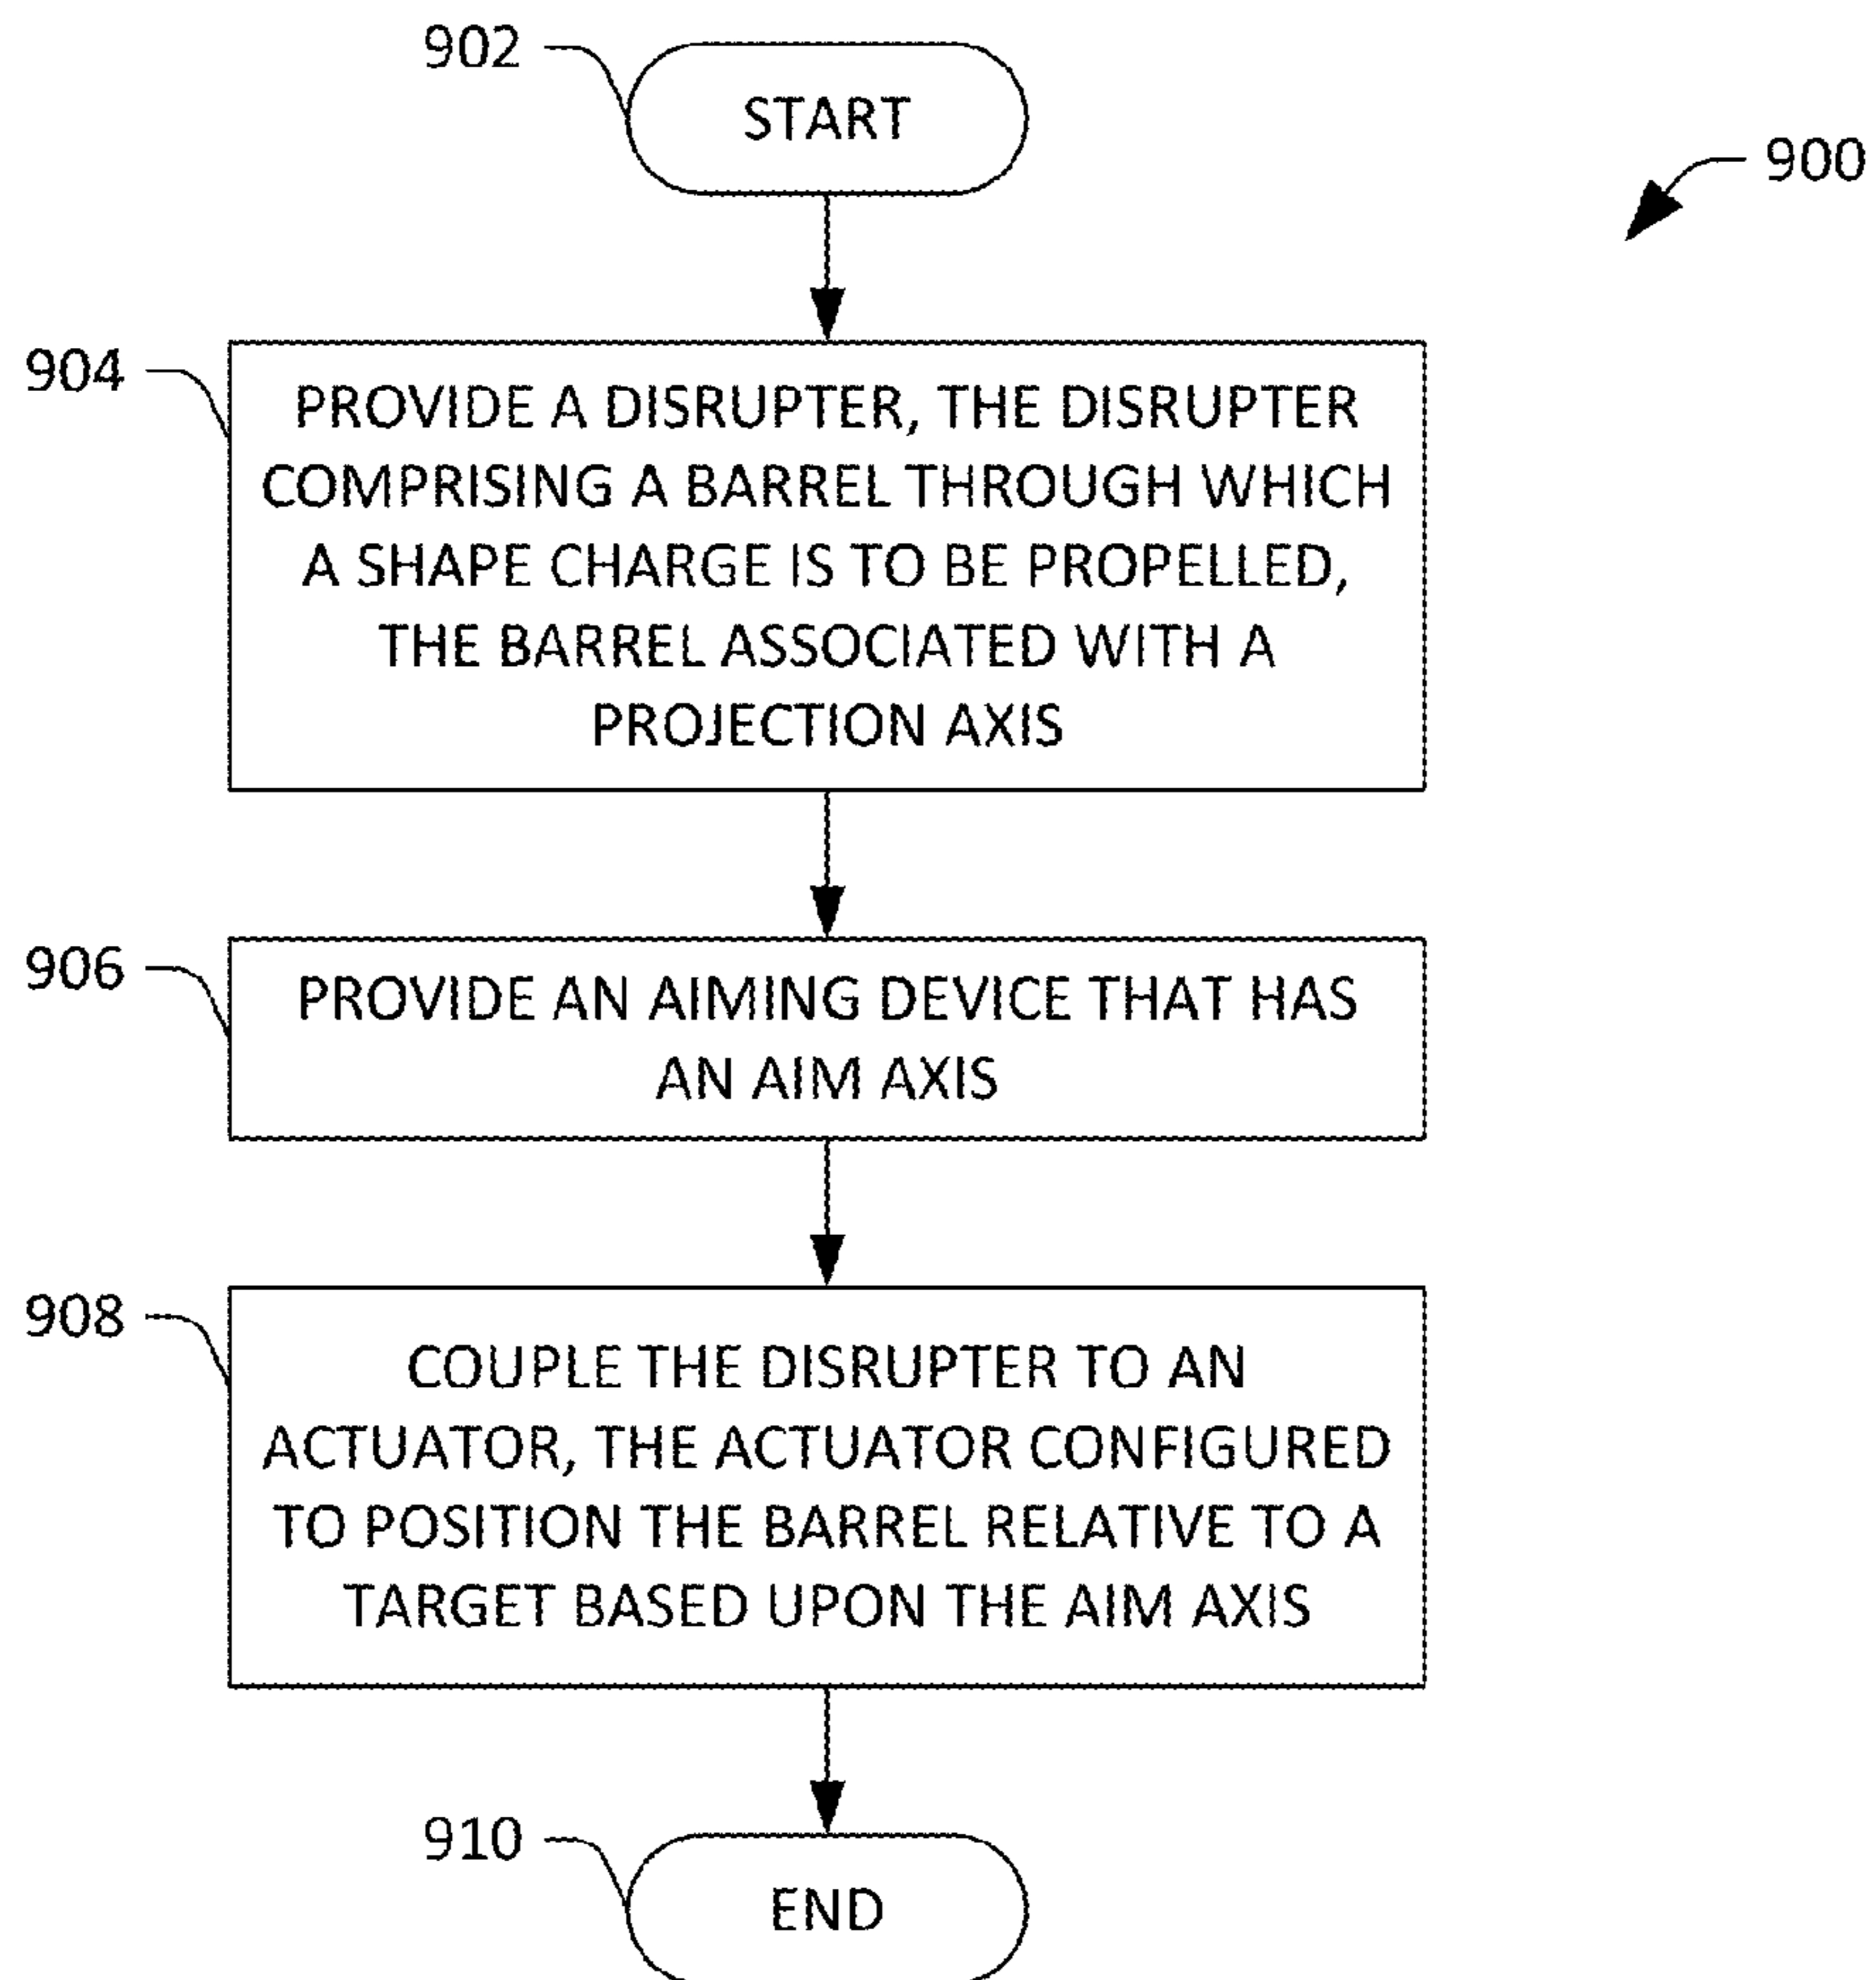 902
START
900
904
PROVIDE A DISRUPTER, THE DISRUPTER
COMPRISING A BARREL THROUGH WHICH
A SHAPE CHARGE IS TO BE PROPELLED,
THE BARREL ASSOCIATED WITH A
PROJECTION AXIS
906
PROVIDE AN AIMING DEVICE THAT HAS
AN AIM AXIS
908
COUPLE THE DISRUPTER TO AN
ACTUATOR, THE ACTUATOR CONFIGURED
TO POSITION THE BARREL RELATIVE TO A
TARGET BASED UPON THE AIM AXIS
910
END